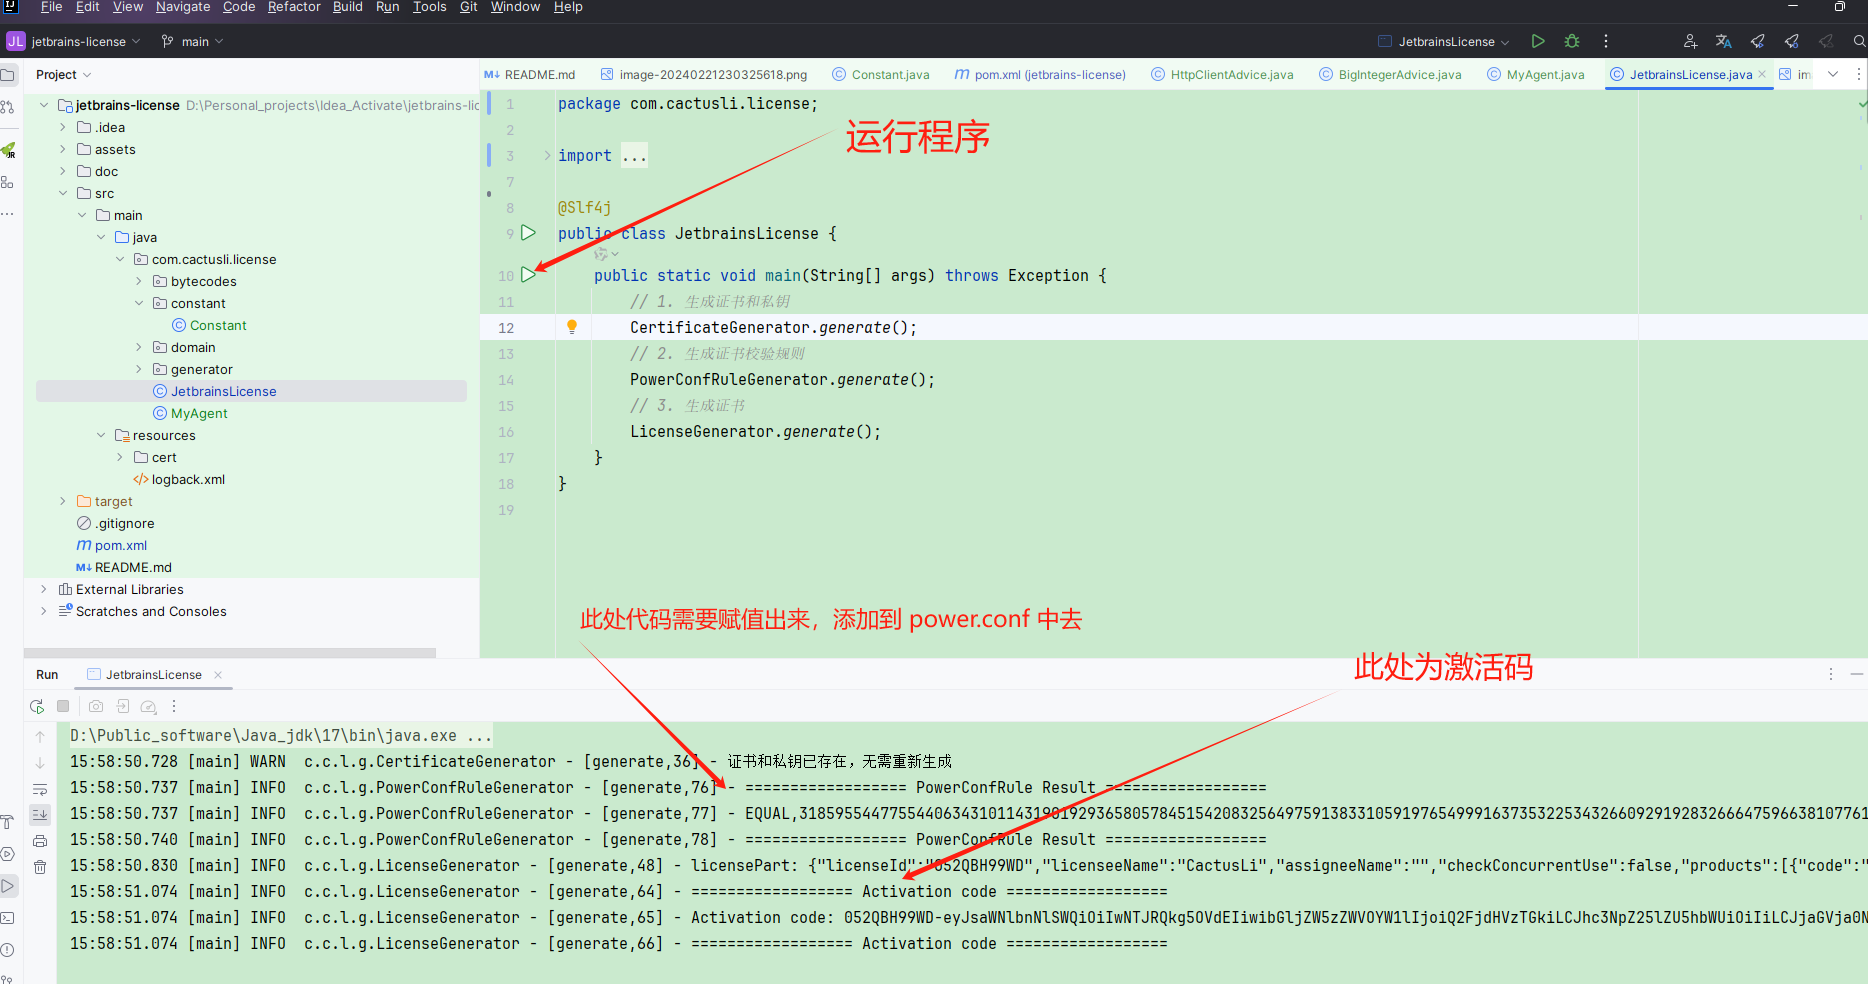 File Edit View Navigate Code Refactor Build Run Tools Git Window Help
JL jetbrains-license main JetbrainsLicense
Project
README.md image-20240221230325618.png Constant.java pom.xml (jetbrains-license) HttpClientAdvice.java BigIntegerAdvice.java MyAgent.java JetbrainsLicense.java im
jetbrains-license D:\Personal_projects\Idea_Activate\jetbrains-lic
.idea
assets
doc
src
main
java
com.cactusli.license
bytecodes
constant
Constant
domain
generator
JetbrainsLicense
MyAgent
resources
cert
logback.xml
target
.gitignore
pom.xml
README.md
External Libraries
Scratches and Consoles
1 package com.cactusli.license;
2
3 import ...
7
8 @Slf4j
9 public class JetbrainsLicense {
10 public static void main(String[] args) throws Exception {
11 // 1. 生成证书和私钥
12 CertificateGenerator.generate();
13 // 2. 生成证书校验规则
14 PowerConfRuleGenerator.generate();
15 // 3. 生成证书
16 LicenseGenerator.generate();
17 }
18 }
19
运行程序
此处代码需要赋值出来，添加到 power.conf 中去
此处为激活码
Run JetbrainsLicense
D:\Public_software\Java_jdk\17\bin\java.exe ...
15:58:50.728 [main] WARN c.c.l.g.CertificateGenerator - [generate,36] - 证书和私钥已存在，无需重新生成
15:58:50.737 [main] INFO c.c.l.g.PowerConfRuleGenerator - [generate,76] - ================== PowerConfRule Result ==================
15:58:50.737 [main] INFO c.c.l.g.PowerConfRuleGenerator - [generate,77] - EQUAL,
15:58:50.740 [main] INFO c.c.l.g.PowerConfRuleGenerator - [generate,78] - ================== PowerConfRule Result ==================
15:58:50.830 [main] INFO c.c.l.g.LicenseGenerator - [generate,48] - licensePart: {"licenseId":"052QBH99WD","licenseeName":"CactusLi","assigneeName":"","checkConcurrentUse":false,"products":[{"code":"
15:58:51.074 [main] INFO c.c.l.g.LicenseGenerator - [generate,64] - ================== Activation code ==================
15:58:51.074 [main] INFO c.c.l.g.LicenseGenerator - [generate,65] - Activation code:
15:58:51.074 [main] INFO c.c.l.g.LicenseGenerator - [generate,66] - ================== Activation code ==================